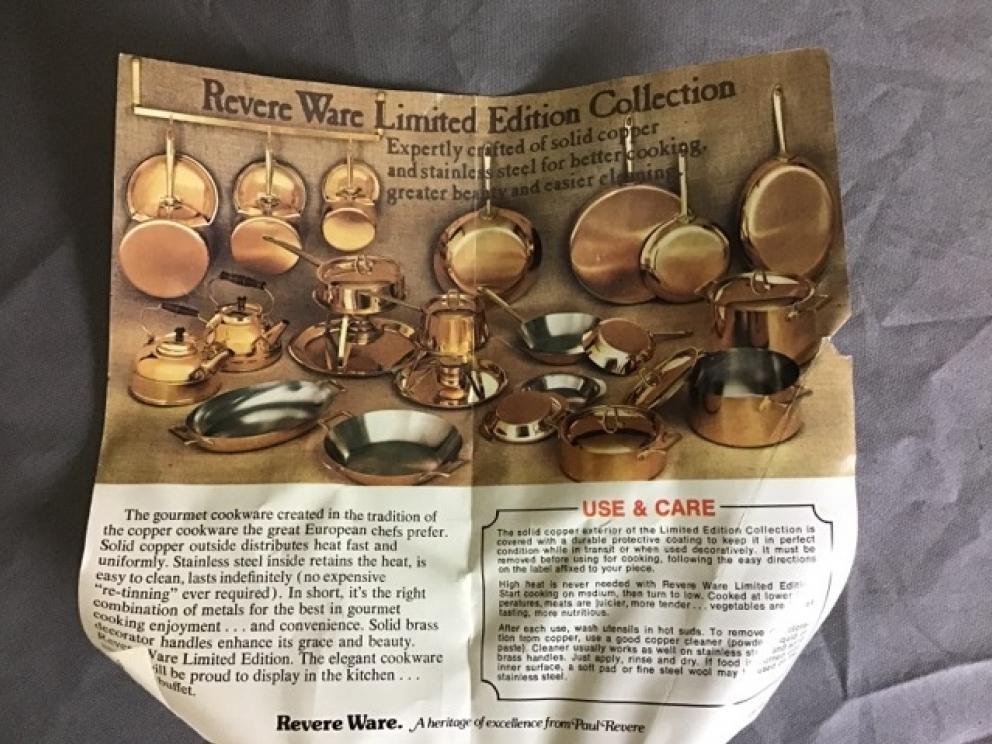 Revere Ware Limited Edition Collection
Expertly crafted of solid copper
and stainless steel for better cooking,
greater beauty and easier cleaning.
The gourmet cookware created in the tradition of
the copper cookware the great European chefs prefer.
Solid copper outside distributes heat fast and
uniformly. Stainless steel inside retains the heat, is
easy to clean, lasts indefinitely (no expensive
"re-tinning" ever required). In short, it's the right
combination of metals for the best in gourmet
cooking enjoyment . . . and convenience. Solid brass
decorator handles enhance its grace and beauty.
Revere Ware Limited Edition. The elegant cookware
ill be proud to display in the kitchen . . .
buffet.
USE & CARE
The solid copper exterior of the Limited Edition Collection is
covered with a durable protective coating to keep it in perfect
condition while in transit or when used decoratively. It must be
removed before using for cooking, following the easy directions
on the label affixed to your piece.
High heat is never needed with Revere Ware Limited Editi
Start cooking on medium, then turn to low. Cooked at lower
peratures, meats are juicier, more tender . . . vegetables are
tasting, more nutritious.
After each use, wash utensils in hot suds. To remove
tion from copper, use a good copper cleaner (powde
paste). Cleaner usually works as well on stainless st
brass handles. Just apply, rinse and dry. If food
inner surface, a soft pad or fine steel wool may
stainless steel.
Revere Ware. A heritage of excellence from Paul Revere